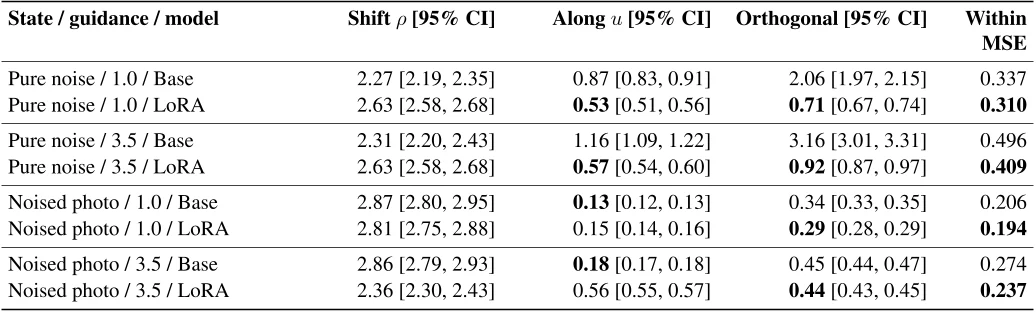 State / guidance / model Shift ρ [95% CI] Along u [95% CI] Orthogonal [95% CI] Within
MSE
Pure noise / 1.0 / Base 2.27 [2.19, 2.35] 0.87 [0.83, 0.91] 2.06 [1.97, 2.15] 0.337
Pure noise / 1.0 / LoRA 2.63 [2.58, 2.68] 0.53 [0.51, 0.56] 0.71 [0.67, 0.74] 0.310
Pure noise / 3.5 / Base 2.31 [2.20, 2.43] 1.16 [1.09, 1.22] 3.16 [3.01, 3.31] 0.496
Pure noise / 3.5 / LoRA 2.63 [2.58, 2.68] 0.57 [0.54, 0.60] 0.92 [0.87, 0.97] 0.409
Noised photo / 1.0 / Base 2.87 [2.80, 2.95] 0.13 [0.12, 0.13] 0.34 [0.33, 0.35] 0.206
Noised photo / 1.0 / LoRA 2.81 [2.75, 2.88] 0.15 [0.14, 0.16] 0.29 [0.28, 0.29] 0.194
Noised photo / 3.5 / Base 2.86 [2.79, 2.93] 0.18 [0.17, 0.18] 0.45 [0.44, 0.47] 0.274
Noised photo / 3.5 / LoRA 2.36 [2.30, 2.43] 0.56 [0.55, 0.57] 0.44 [0.43, 0.45] 0.237